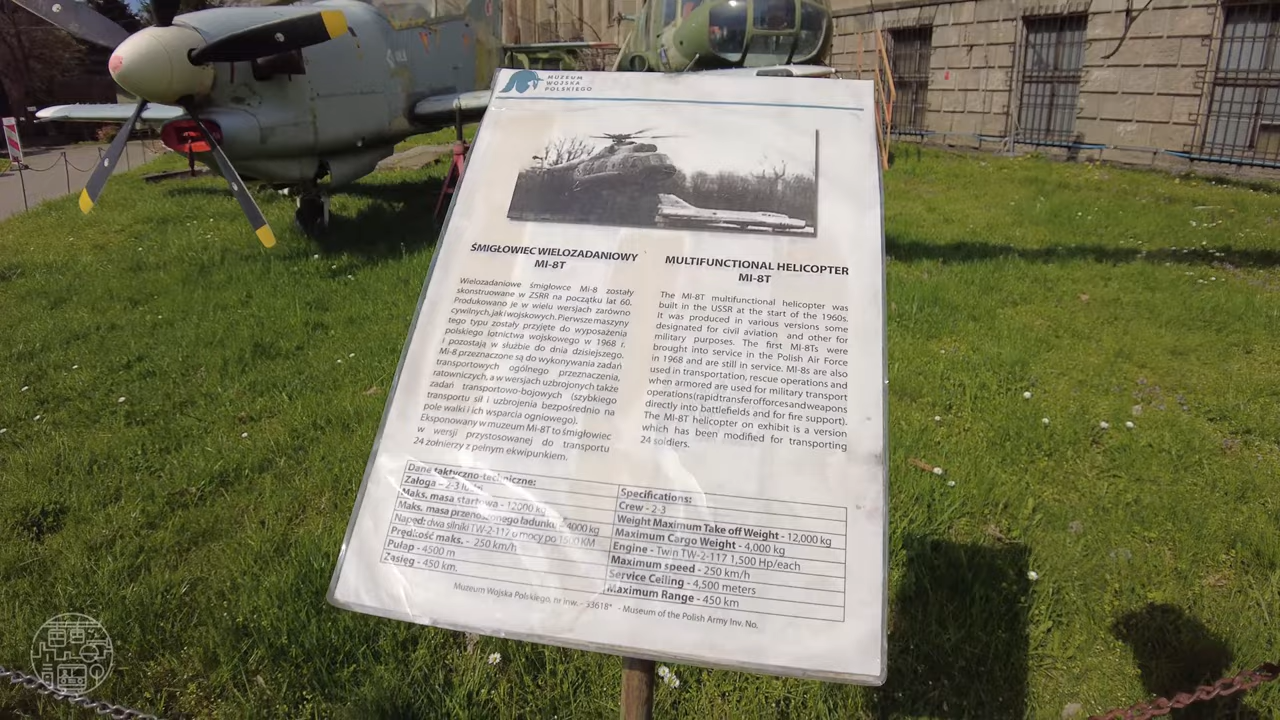 MUZEUM
WOJSKA
POLSKIEGO
ŚMIGŁOWIEC WIELOZADANIOWY
MI-8T
Wielozadaniowe śmigłowce Mi-8 zostały
skonstruowane w ZSRR na początku lat 60.
Produkowano je w wielu wersjach zarówno
cywilnych, jak i wojskowych. Pierwsze maszyny
tego typu zostały przyjęte do wyposażenia
polskiego lotnictwa wojskowego w 1968 r.
i pozostają w służbie do dnia dzisiejszego.
Mi-8 przeznaczone są do wykonywania zadań
transportowych ogólnego przeznaczenia,
ratowniczych, a w wersjach uzbrojonych także
zadań transportowo-bojowych (szybkiego
transportu sił i uzbrojenia bezpośrednio na
pole walki i ich wsparcia ogniowego).
Eksponowany w muzeum Mi-8T to śmigłowiec
w wersji przystosowanej do transportu
24 żołnierzy z pełnym ekwipunkiem.
MULTIFUNCTIONAL HELICOPTER
MI-8T
The MI-8T multifunctional helicopter was
built in the USSR at the start of the 1960s.
It was produced in various versions some
designated for civil aviation and other for
military purposes. The first MI-8Ts were
brought into service in the Polish Air Force
in 1968 and are still in service. MI-8s are also
used in transportation, rescue operations and
when armored are used for military transport
operations (rapid transfer of forces and weapons
directly into battlefields and for fire support).
The MI-8T helicopter on exhibit is a version
which has been modified for transporting
24 soldiers.
Dane taktyczno-techniczne:
Załoga – 2-3 ludzi
Maks. masa startowa - 12000 kg
Maks. masa przenoszonego ładunku - 4000 kg
Napęd: dwa silniki TW-2-117 o mocy po 1500 KM
Prędkość maks. - 250 km/h
Pułap - 4500 m
Zasięg - 450 km.
Specifications:
Crew - 2-3
Weight Maximum Take off Weight - 12,000 kg
Maximum Cargo Weight - 4,000 kg
Engine - Twin TW-2-117 1,500 Hp/each
Maximum speed - 250 km/h
Service Ceiling - 4,500 meters
Maximum Range - 450 km
Muzeum Wojska Polskiego, nr inw. - 53618* - Museum of the Polish Army Inv. No.